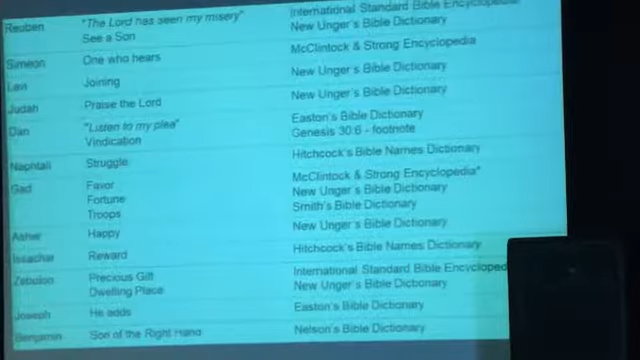 Reuben "The Lord has seen my misery" International Standard Bible Encyclopedia
See a Son New Unger's Bible Dictionary
Simeon One who hears McClintock & Strong Encyclopedia
Levi Joining New Unger's Bible Dictionary
Judah Praise the Lord New Unger's Bible Dictionary
Dan "Listen to my plea" Easton's Bible Dictionary
Vindication Genesis 30:6 - footnote
Naphtali Struggle Hitchcock's Bible Names Dictionary
Gad Favor McClintock & Strong Encyclopedia*
Fortune New Unger's Bible Dictionary
Troops Smith's Bible Dictionary
Asher Happy New Unger's Bible Dictionary
Issachar Reward Hitchcock's Bible Names Dictionary
Zebulon Precious Gift International Standard Bible Encycloped
Dwelling Place New Unger's Bible Dictionary
Joseph He adds Easton's Bible Dictionary
Benjamin Son of the Right Hand Nelson's Bible Dictionary